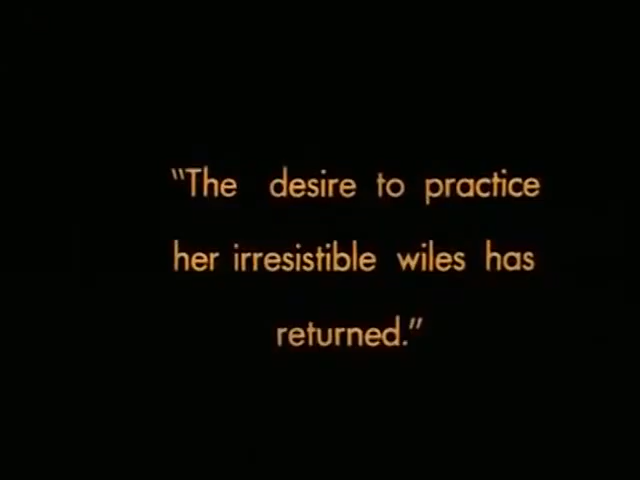 "The desire to practice
her irresistible wiles has
returned."